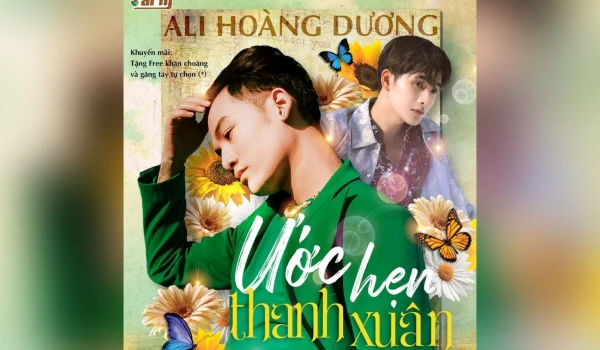 ALI HOÀNG DƯƠNG
Khuyến mãi:
Tặng Free khăn choàng
và găng tay tự chọn (*)
Ước hẹn
thanh xuân